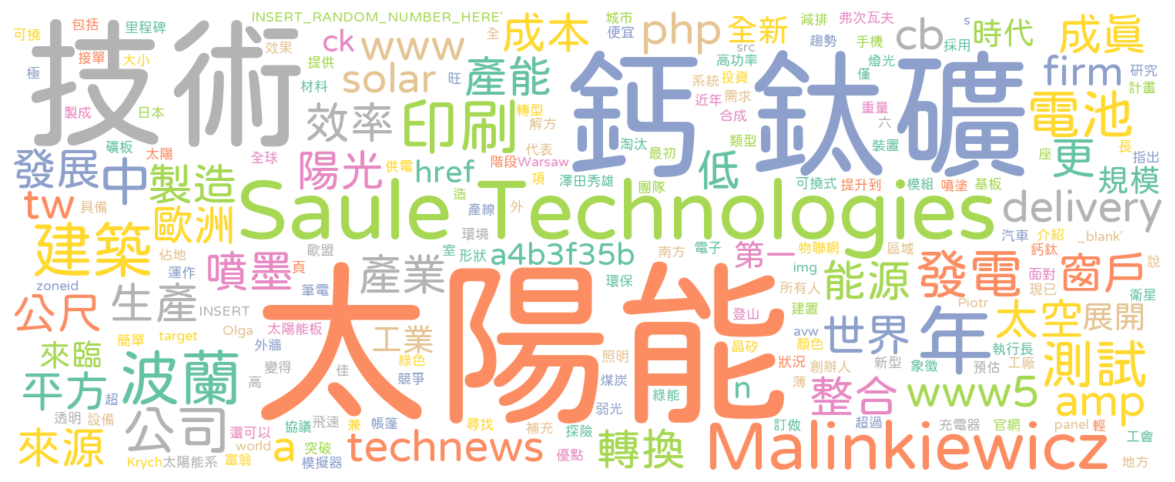 INSERT_RANDOM_NUMBER_HERE'
技術
鈣鈦礦
太陽能
Saule Technologies
Malinkiewicz
可撓
包括
里程碑
城市
減排
弗次瓦夫
接單
大小
效果
全
成本
便宜
趨勢
手機
極
提供
ck
www
php
全新
cb
s
採用
時代
成真
src
高功率
燈光
僅
firm
研究
計畫
製成
日本
材料
solar
旺
產能
系統
投資
近年
需求
合成
重量
六
電池
效率
印刷
轉型
解方
代表
淘汰
類型
裝置
長
礦板
太陽
最初
座
更
指出
發展
中
製造
全球
陽光
供電
href
階段
Warsaw
項
澤田秀雄
團隊
低
可撓式
提升到
模組
噴塗
基板
規模
tw
具備
歐洲
造
產線
外
delivery
建築
佔地
歐盟
環境
室
形狀
a4b3f35b
南方
電子
第一
物聯網
區域
汽車
介紹
_blank'
鈣鈦
說
運作
zoneid
噴墨
頁
筆電
產業
環保
img
所有人
能源
發電
面對
現已
窗戶
衛星
公尺
生產
INSERT
Olga
太陽能板
登山
建置
Piotr
太空
展開
簡單
target
外牆
工業
綠色
avw
顏色
世界
年
執行長
來臨
變得
競爭
照明
晶矽
狀況
創辦人
新型
象徵
預估
工廠
測試
平方
波蘭
高
佳
煤炭
綠能
n
薄
整合
www5
amp
透明
超
設備
公司
飛速
兼
帳篷
弱光
訂做
超過
充電器
官網
panel
輕
來源
還可以
world
協議
突破
尋找
補充
探險
工會
Krych
太陽能系
富翁
a
模擬器
technews
優點
轉換
地方